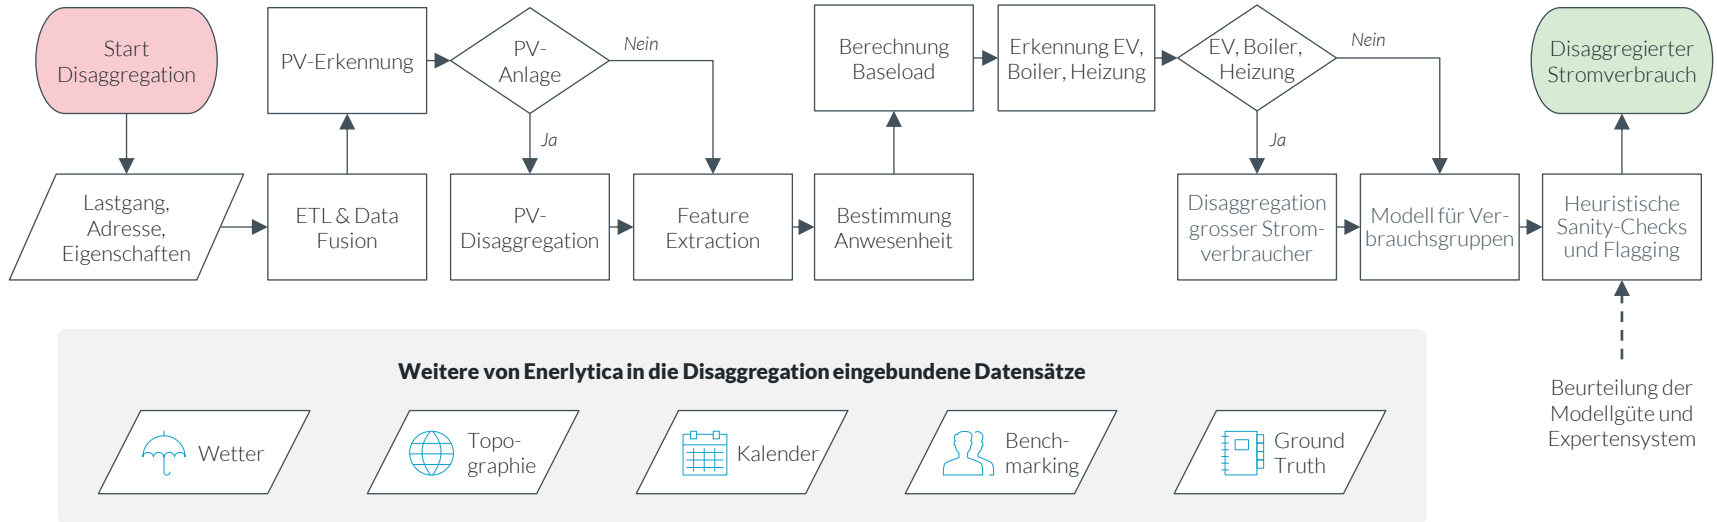 Start
Disaggregation
Lastgang,
Adresse,
Eigenschaften
ETL & Data
Fusion
PV-Erkennung
PV-
Anlage
Nein
Ja
PV-
Disaggregation
Feature
Extraction
Bestimmung
Anwesenheit
Berechnung
Baseload
Erkennung EV,
Boiler, Heizung
EV, Boiler,
Heizung
Nein
Ja
Disaggregation
grosser Strom-
verbraucher
Modell für Ver-
brauchsgruppen
Heuristische
Sanity-Checks
und Flagging
Disaggregierter
Stromverbrauch
Beurteilung der
Modellgüte und
Expertensystem
Weitere von Enerlytica in die Disaggregation eingebundene Datensätze
Wetter
Topo-
graphie
Kalender
Bench-
marking
Ground
Truth